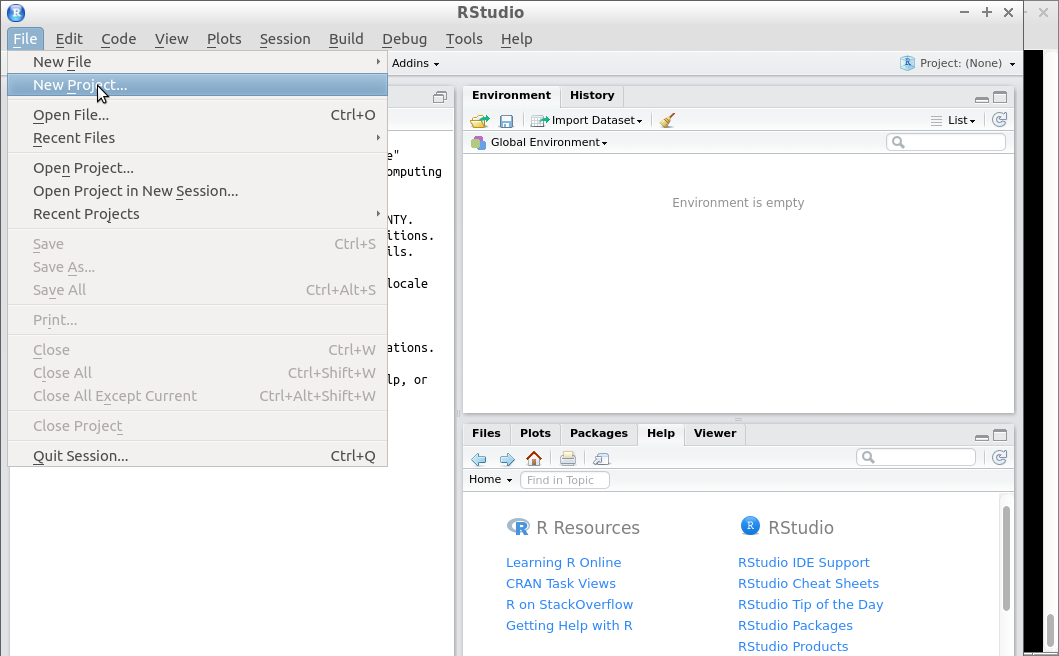 RStudio
File Edit Code View Plots Session Build Debug Tools Help
Addins
Project: (None)
New File
New Project...
Open File... Ctrl+O
Recent Files
Open Project...
Open Project in New Session...
Recent Projects
Save Ctrl+S
Save As...
Save All Ctrl+Alt+S
Print...
Close Ctrl+W
Close All Ctrl+Shift+W
Close All Except Current Ctrl+Alt+Shift+W
Close Project
Quit Session... Ctrl+Q
e"
omputing
NTY.
itions.
ils.
locale
ations.
lp, or
Environment History
Import Dataset
List
Global Environment
Environment is empty
Files Plots Packages Help Viewer
Home Find in Topic
R Resources
Learning R Online
CRAN Task Views
R on StackOverflow
Getting Help with R
RStudio
RStudio IDE Support
RStudio Cheat Sheets
RStudio Tip of the Day
RStudio Packages
RStudio Products